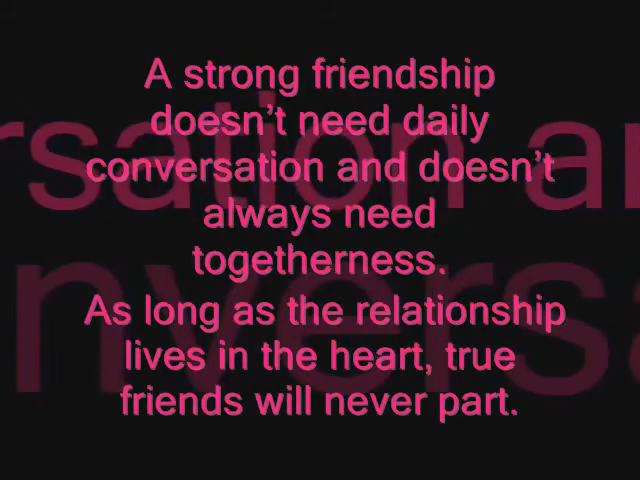 A strong friendship
doesn’t need daily
conversation and doesn’t
always need
togetherness.
As long as the relationship
lives in the heart, true
friends will never part.